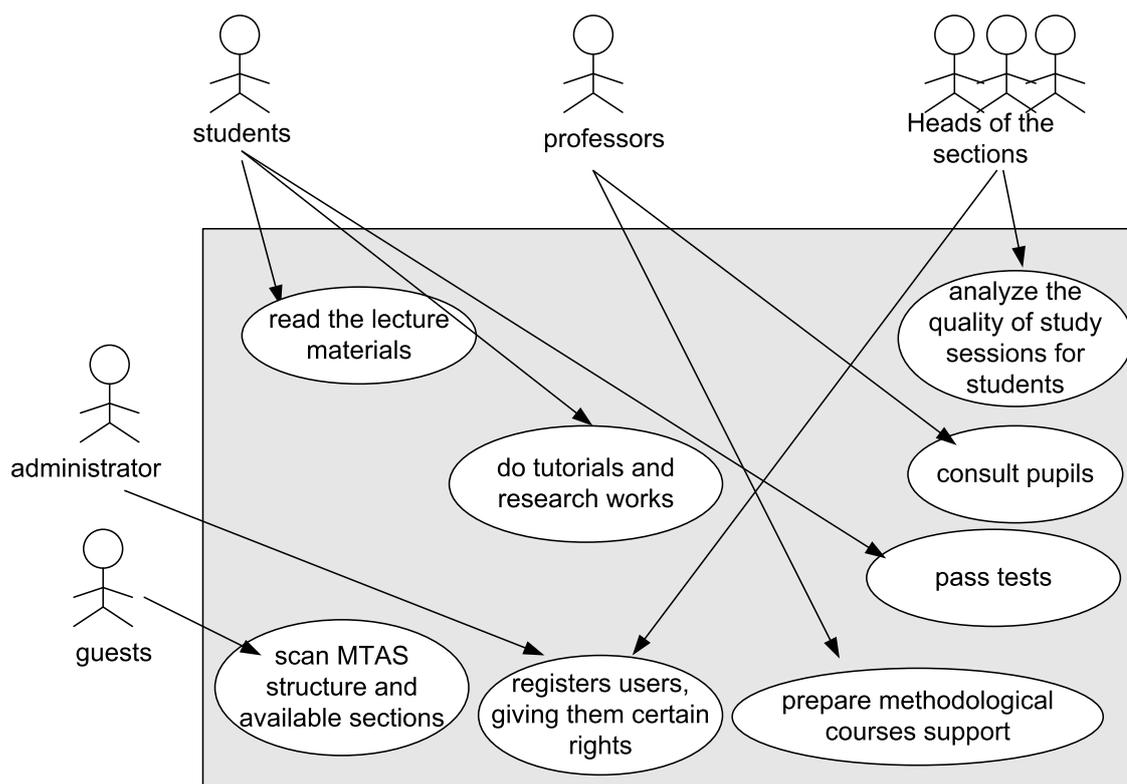 students
professors
Heads of the
sections
read the lecture
materials
analyze the
quality of study
sessions for
students
administrator
do tutorials and
research works
consult pupils
pass tests
guests
scan MTAS
structure and
available sections
registers users,
giving them certain
rights
prepare methodological
courses support